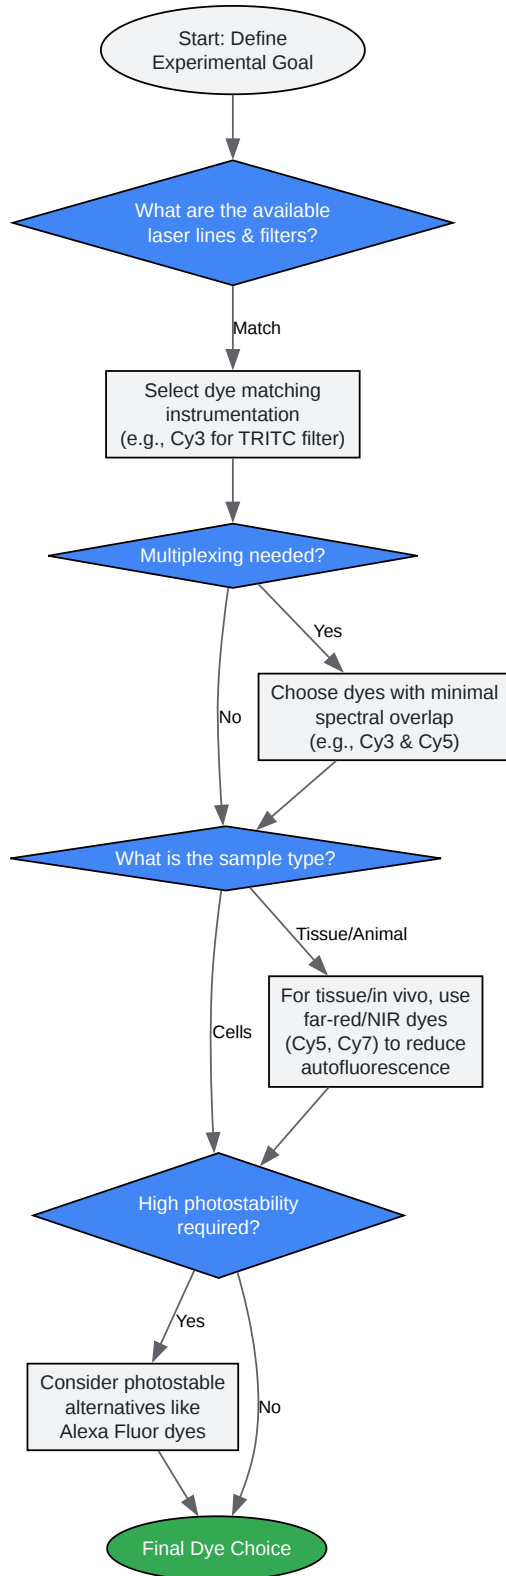 Start: Define
Experimental Goal
What are the available
laser lines & filters?
Match
Select dye matching
instrumentation
(e.g., Cy3 for TRITC filter)
Multiplexing needed?
Yes
No
Choose dyes with minimal
spectral overlap
(e.g., Cy3 & Cy5)
What is the sample type?
Tissue/Animal
Cells
For tissue/in vivo, use
far-red/NIR dyes
(Cy5, Cy7) to reduce
autofluorescence
High photostability
required?
Yes
No
Consider photostable
alternatives like
Alexa Fluor dyes
Final Dye Choice